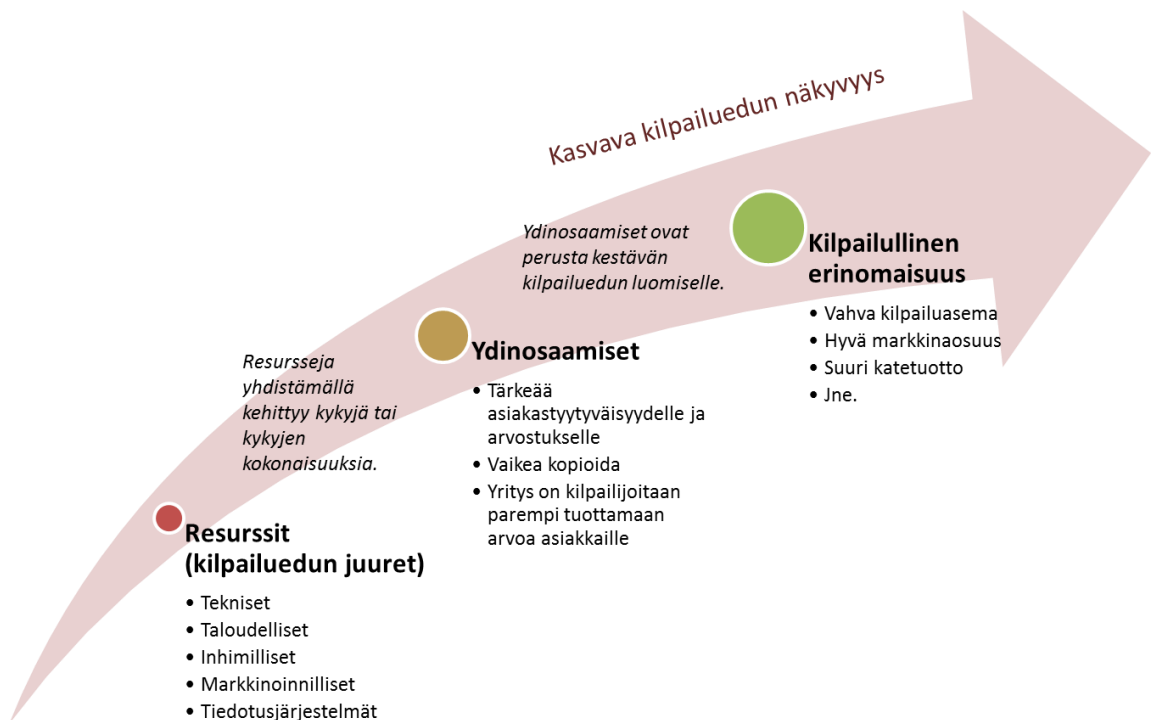 Kasvava kilpailuedun näkyvyys
Ydinosaamiset ovat
perusta kestävän
kilpailuedun luomiselle.
Kilpailullinen
erinomaisuus
• Vahva kilpailuasema
• Hyvä markkinaosuus
• Suuri katetuotto
• Jne.
Resursseja
yhdistämällä
kehittyy kykyjä tai
kykyjen
kokonaisuuksia.
Ydinosaamiset
• Tärkeää
asiakastyytyväisyydelle ja
arvostukselle
• Vaikea kopioida
• Yritys on kilpailijoitaan
parempi tuottamaan
arvoa asiakkaille
Resurssit
(kilpailuedun juuret)
• Tekniset
• Taloudelliset
• Inhimilliset
• Markkinoinnilliset
• Tiedotusjärjestelmät